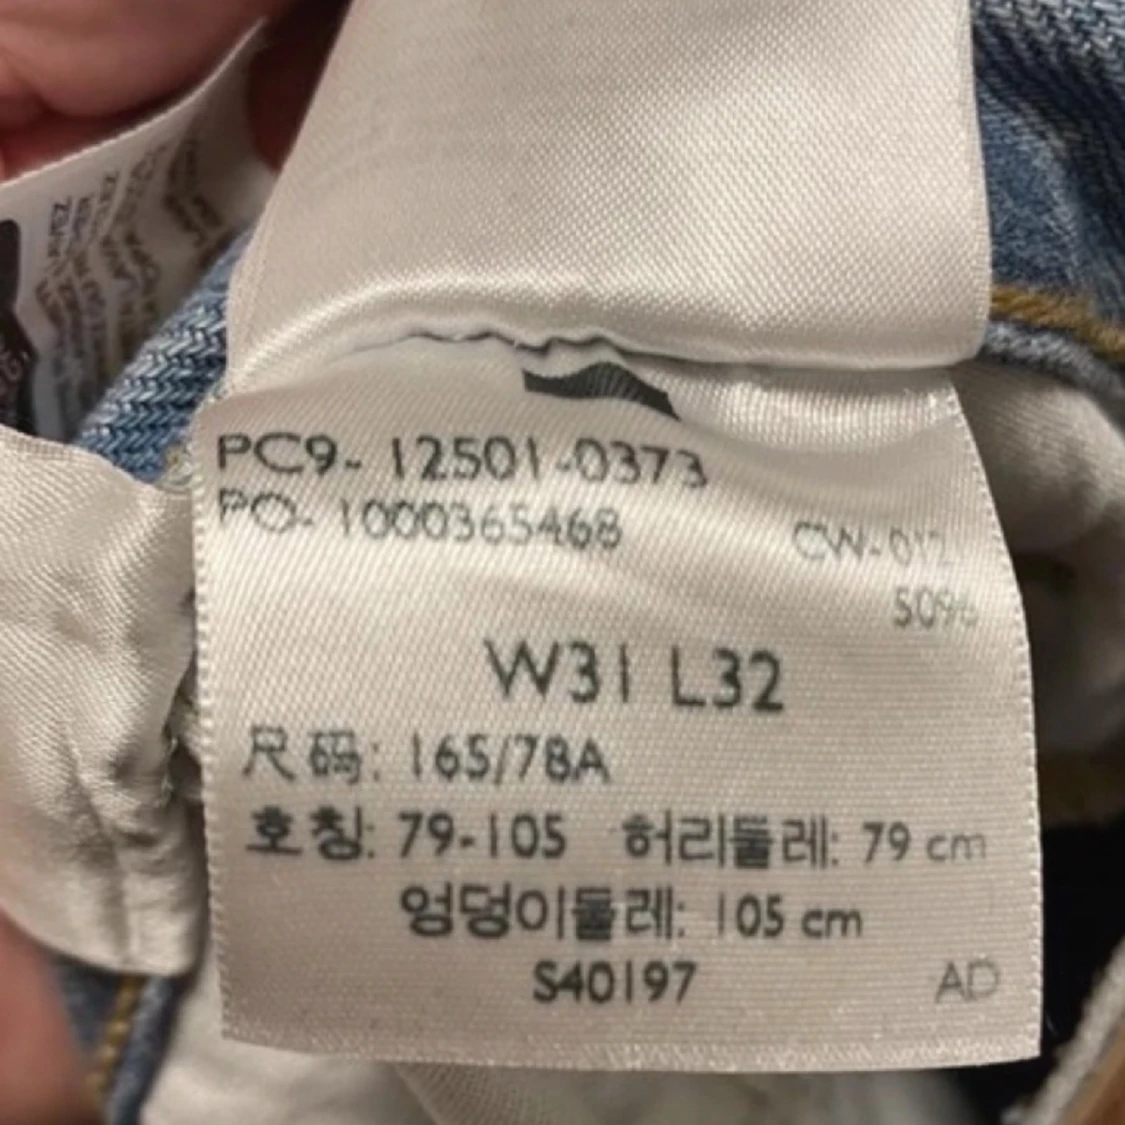 PC9- 12501-0373
PO- 1000365468
CW-012
5096
W31 L32
尺码: 165/78A
호칭: 79-105 허리둘레: 79 cm
엉덩이둘레: 105 cm
S40197 AD